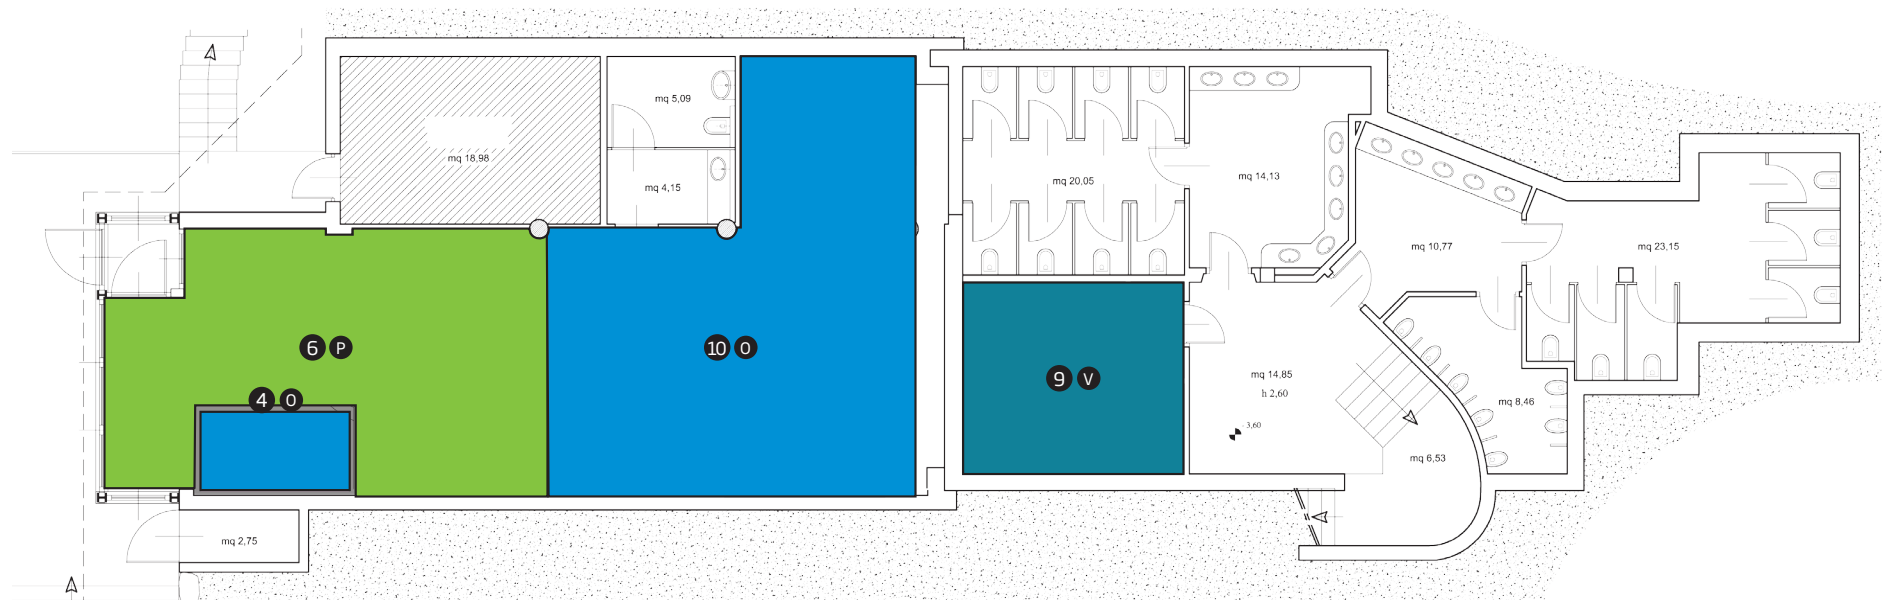 mq 5,09
mq 18,98
mq 4,15
mq 20,05
mq 14,13
mq 10,77
mq 23,15
6 P
10 O
9 V
mq 14,85
h 2,60
4 O
mq 8,46
3,60
mq 6,53
mq 2,75